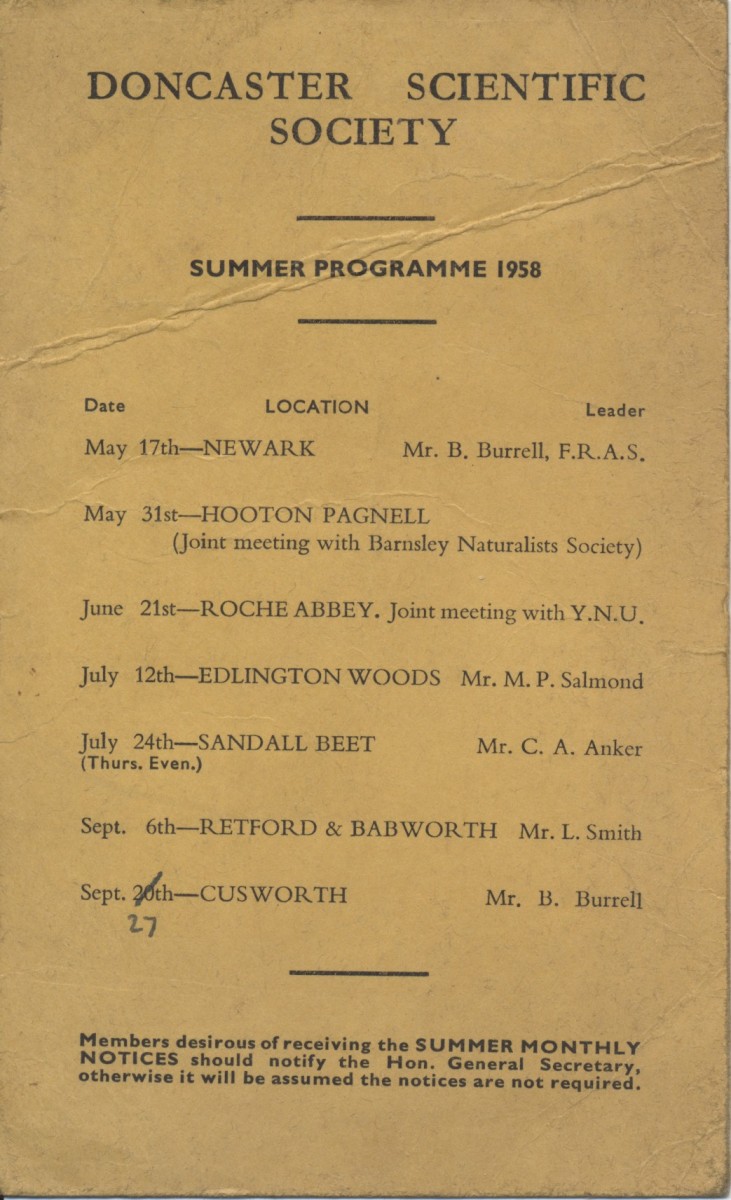 DONCASTER SCIENTIFIC
SOCIETY
SUMMER PROGRAMME 1958
Date LOCATION Leader
May 17th—NEWARK Mr. B. Burrell, F.R.A.S.
May 31st—HOOTON PAGNELL
(Joint meeting with Barnsley Naturalists Society)
June 21st—ROCHE ABBEY. Joint meeting with Y.N.U.
July 12th—EDLINGTON WOODS Mr. M. P. Salmond
July 24th—SANDALL BEET Mr. C. A. Anker
(Thurs. Even.)
Sept. 6th—RETFORD & BABWORTH Mr. L. Smith
Sept. 20th—CUSWORTH Mr. B. Burrell
27
Members desirous of receiving the SUMMER MONTHLY
NOTICES should notify the Hon. General Secretary,
otherwise it will be assumed the notices are not required.